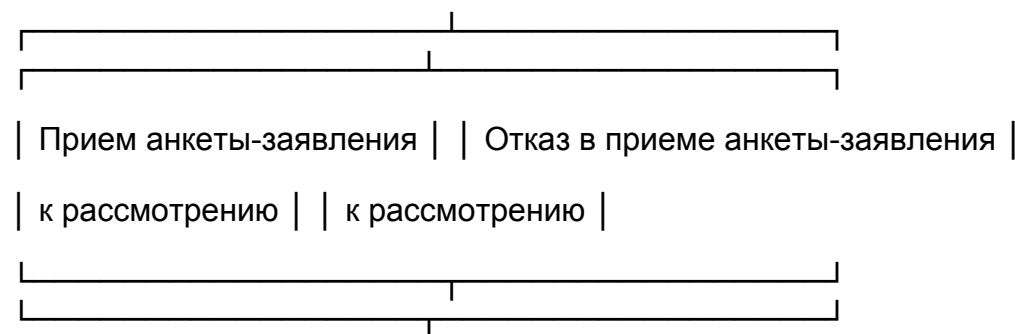 │ Прием анкеты-заявления │ │ Отказ в приеме анкеты-заявления │
│ к рассмотрению │ │ к рассмотрению │